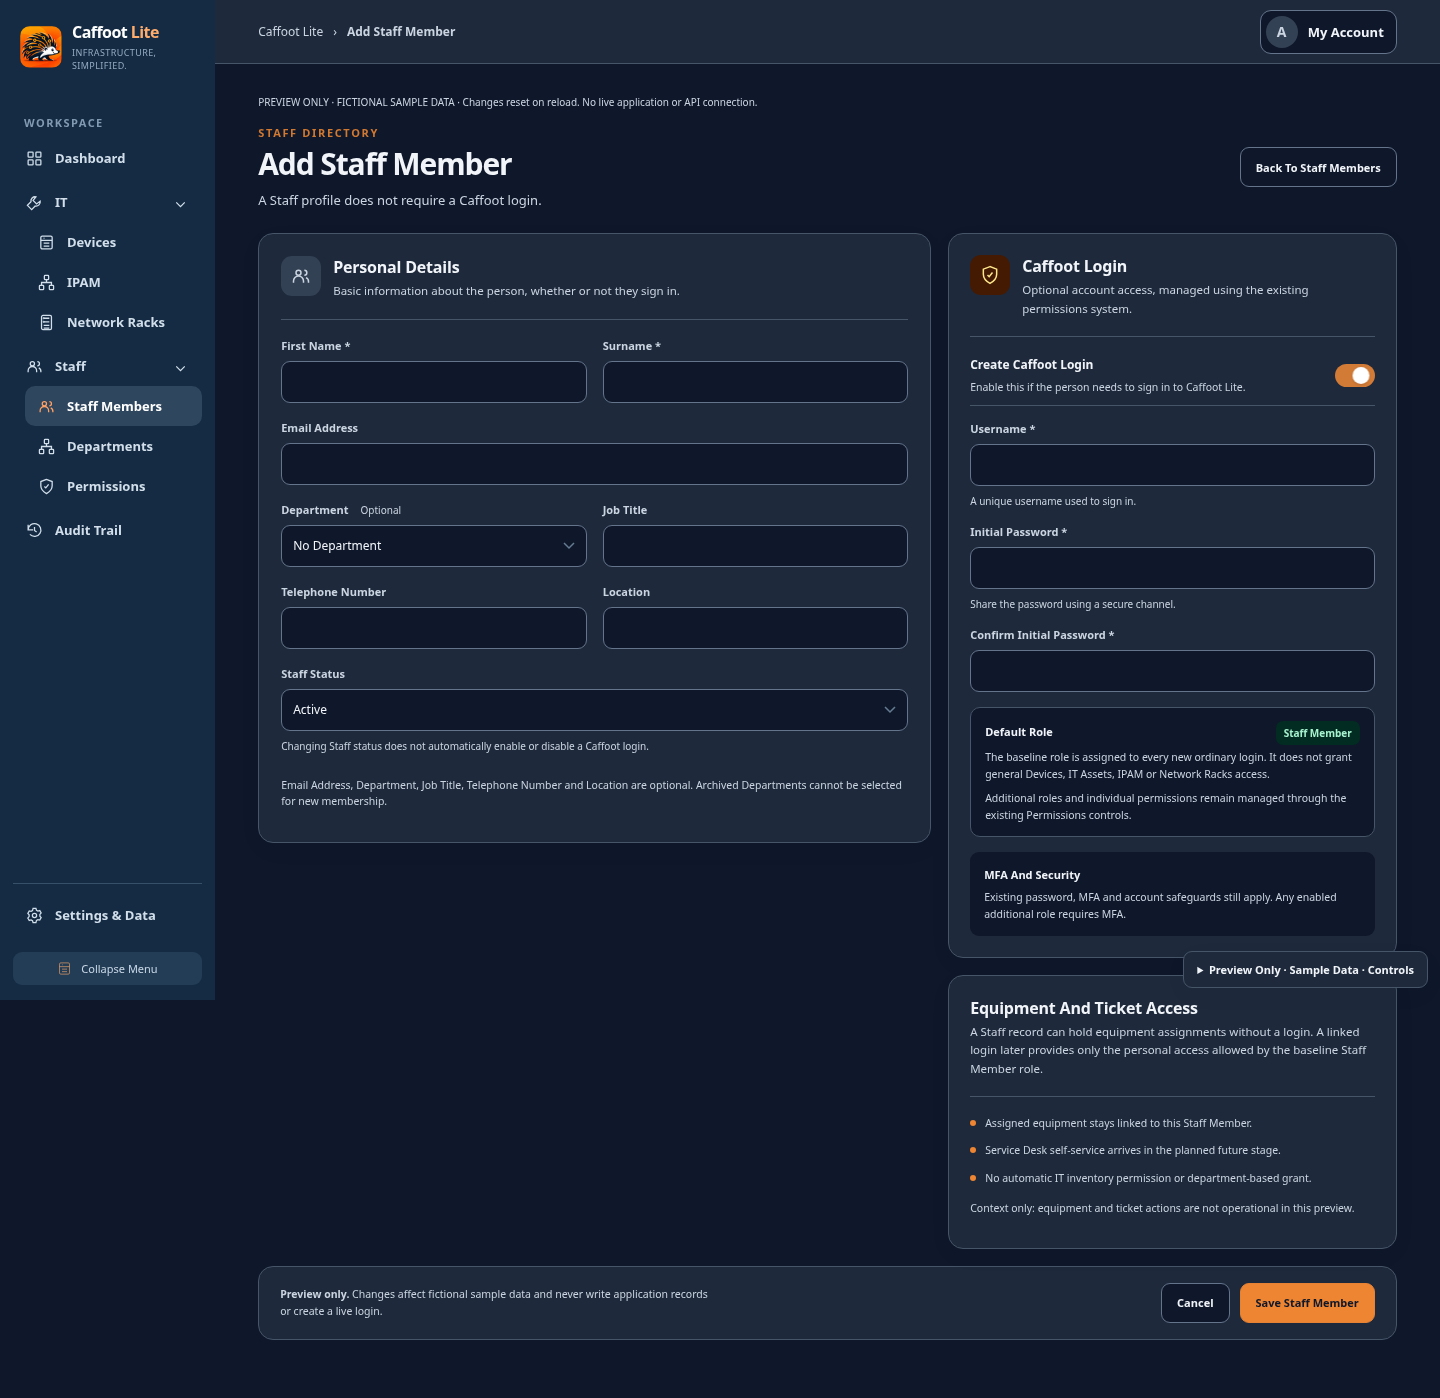 Caffoot Lite
INFRASTRUCTURE,
SIMPLIFIED.
WORKSPACE
Dashboard
IT
Devices
IPAM
Network Racks
Staff
Staff Members
Departments
Permissions
Audit Trail
Settings & Data
Collapse Menu
Caffoot Lite › Add Staff Member
A My Account
PREVIEW ONLY · FICTIONAL SAMPLE DATA · Changes reset on reload. No live application or API connection.
STAFF DIRECTORY
Add Staff Member
A Staff profile does not require a Caffoot login.
Back To Staff Members
Personal Details
Basic information about the person, whether or not they sign in.
First Name *
Surname *
Email Address
Department Optional
Job Title
No Department
Telephone Number
Location
Staff Status
Active
Changing Staff status does not automatically enable or disable a Caffoot login.
Email Address, Department, Job Title, Telephone Number and Location are optional. Archived Departments cannot be selected
for new membership.
Caffoot Login
Optional account access, managed using the existing
permissions system.
Create Caffoot Login
Enable this if the person needs to sign in to Caffoot Lite.
Username *
A unique username used to sign in.
Initial Password *
Share the password using a secure channel.
Confirm Initial Password *
Default Role
Staff Member
The baseline role is assigned to every new ordinary login. It does not grant
general Devices, IT Assets, IPAM or Network Racks access.
Additional roles and individual permissions remain managed through the
existing Permissions controls.
MFA And Security
Existing password, MFA and account safeguards still apply. Any enabled
additional role requires MFA.
Preview Only · Sample Data · Controls
Equipment And Ticket Access
A Staff record can hold equipment assignments without a login. A linked
login later provides only the personal access allowed by the baseline Staff
Member role.
Assigned equipment stays linked to this Staff Member.
Service Desk self-service arrives in the planned future stage.
No automatic IT inventory permission or department-based grant.
Context only: equipment and ticket actions are not operational in this preview.
Preview only. Changes affect fictional sample data and never write application records
or create a live login.
Cancel
Save Staff Member